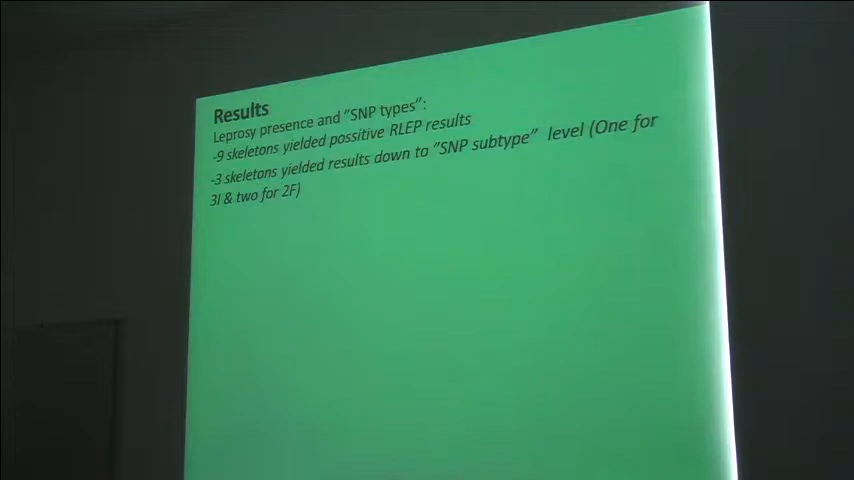 Results
Leprosy presence and "SNP types":
-9 skeletons yielded possitive RLEP results
-3 skeletons yielded results down to "SNP subtype" level (One for
3I & two for 2F)